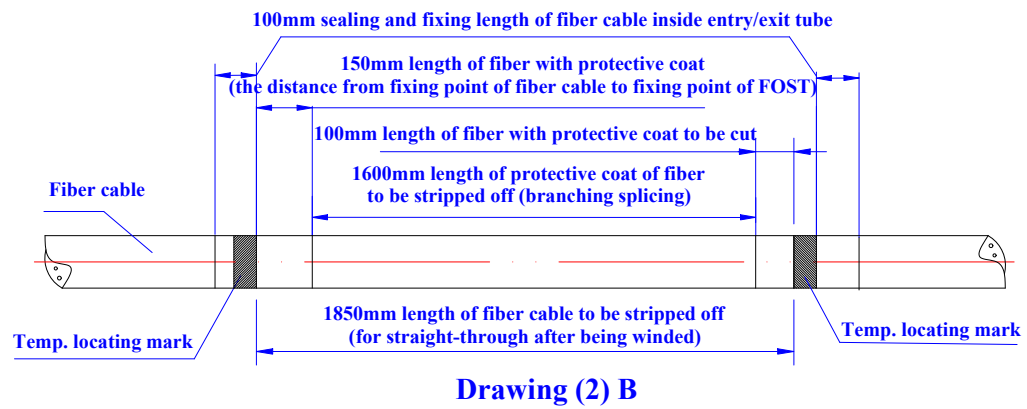 100mm sealing and fixing length of fiber cable inside entry/exit tube
150mm length of fiber with protective coat
(the distance from fixing point of fiber cable to fixing point of FOST)
100mm length of fiber with protective coat to be cut
1600mm length of protective coat of fiber
to be stripped off (branching splicing)
Fiber cable
1850mm length of fiber cable to be stripped off
(for straight-through after being winded)
Temp. locating mark
Temp. locating mark
Drawing (2) B